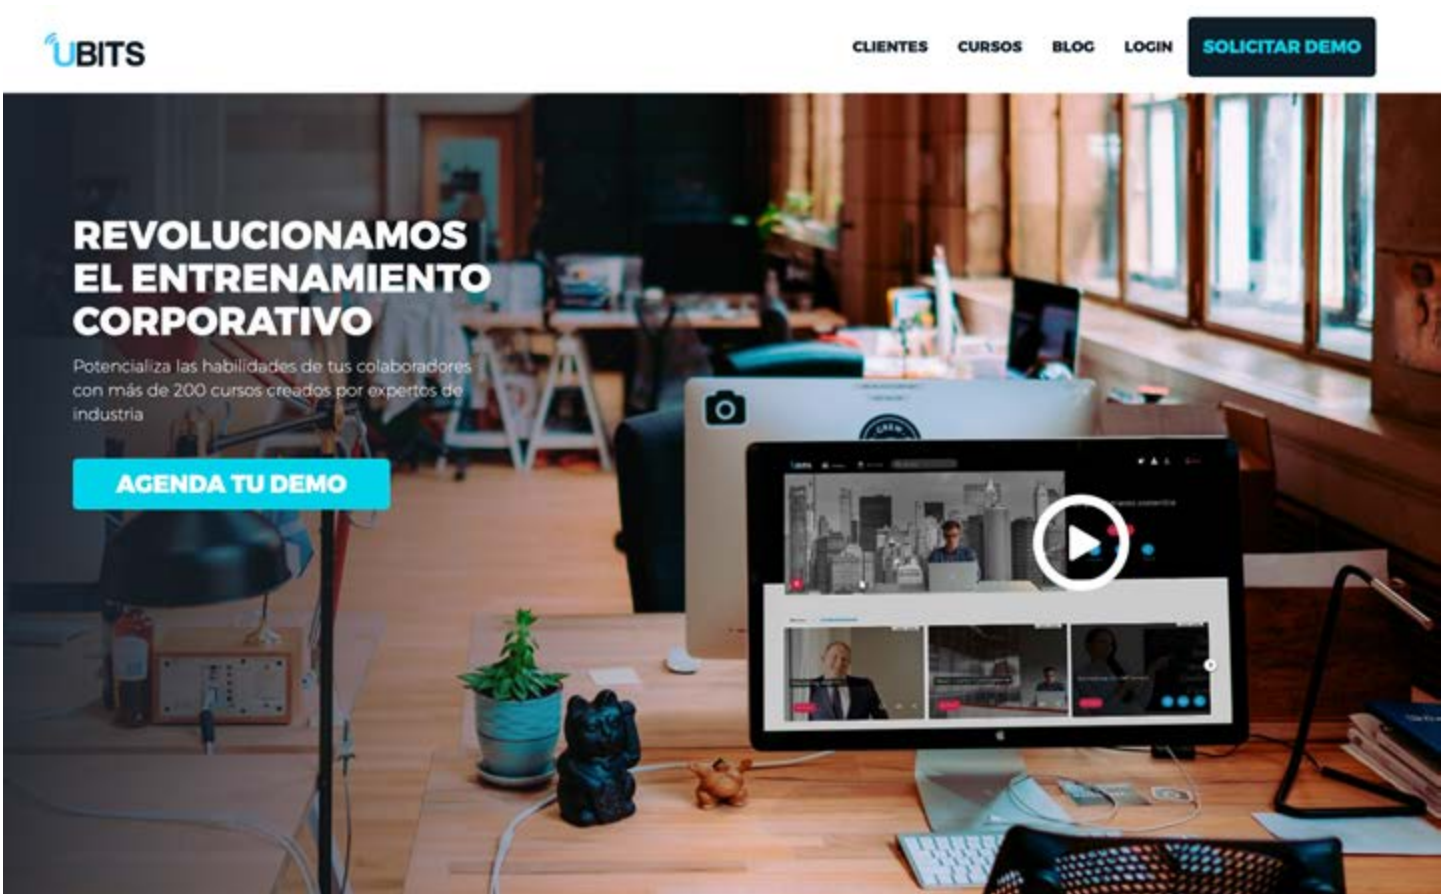 UBITS
CLIENTES CURSOS BLOG LOGIN SOLICITAR DEMO
REVOLUCIONAMOS
EL ENTRENAMIENTO
CORPORATIVO
Potencializa las habilidades de tus colaboradores
con más de 200 cursos creados por expertos de
industria
AGENDA TU DEMO
CREW